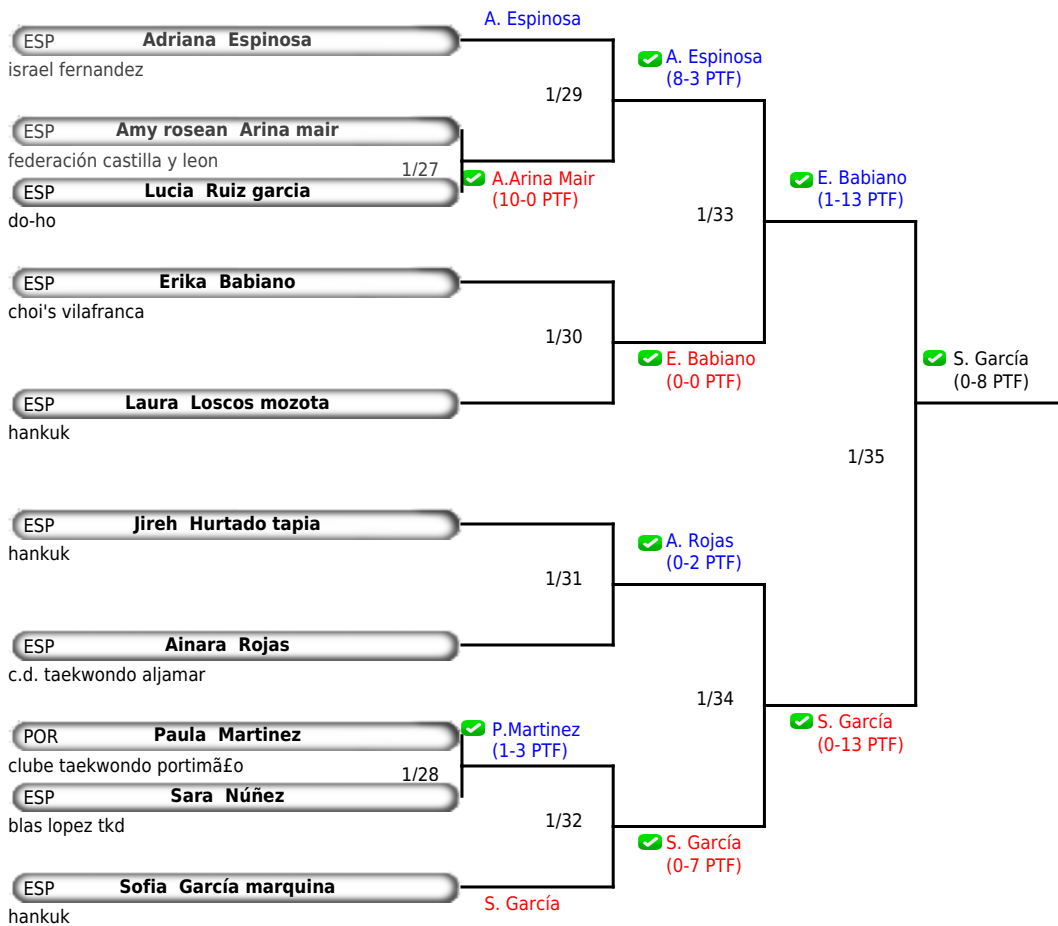 A. Espinosa
ESP Adriana Espinosa
israel fernandez
A. Espinosa
(8-3 PTF)
1/29
ESP Amy rosean Arina mair
federación castilla y leon
1/27
ESP Lucia Ruiz garcia
do-ho
A.Arina Mair
(10-0 PTF)
E. Babiano
(1-13 PTF)
1/33
ESP Erika Babiano
choi's vilafranca
1/30
E. Babiano
(0-0 PTF)
S. García
(0-8 PTF)
ESP Laura Loscos mozota
hankuk
1/35
ESP Jireh Hurtado tapia
hankuk
A. Rojas
(0-2 PTF)
1/31
ESP Ainara Rojas
c.d. taekwondo aljamar
1/34
POR Paula Martinez
clube taekwondo portimã£o
P.Martinez
(1-3 PTF)
S. García
(0-13 PTF)
1/28
ESP Sara Núñez
blas lopez tkd
1/32
S. García
(0-7 PTF)
ESP Sofia García marquina
hankuk
S. García